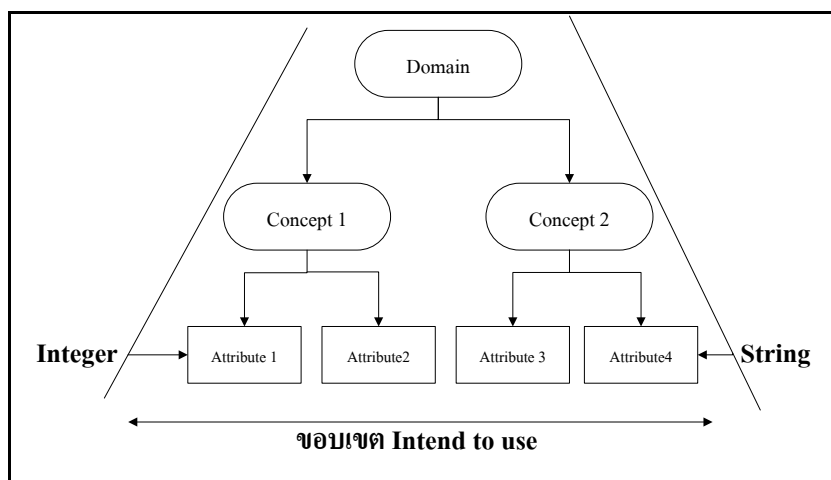 Domain
Concept 1
Concept 2
Integer
Attribute 1
Attribute2
Attribute 3
Attribute4
String
ขอบเขต Intend to use